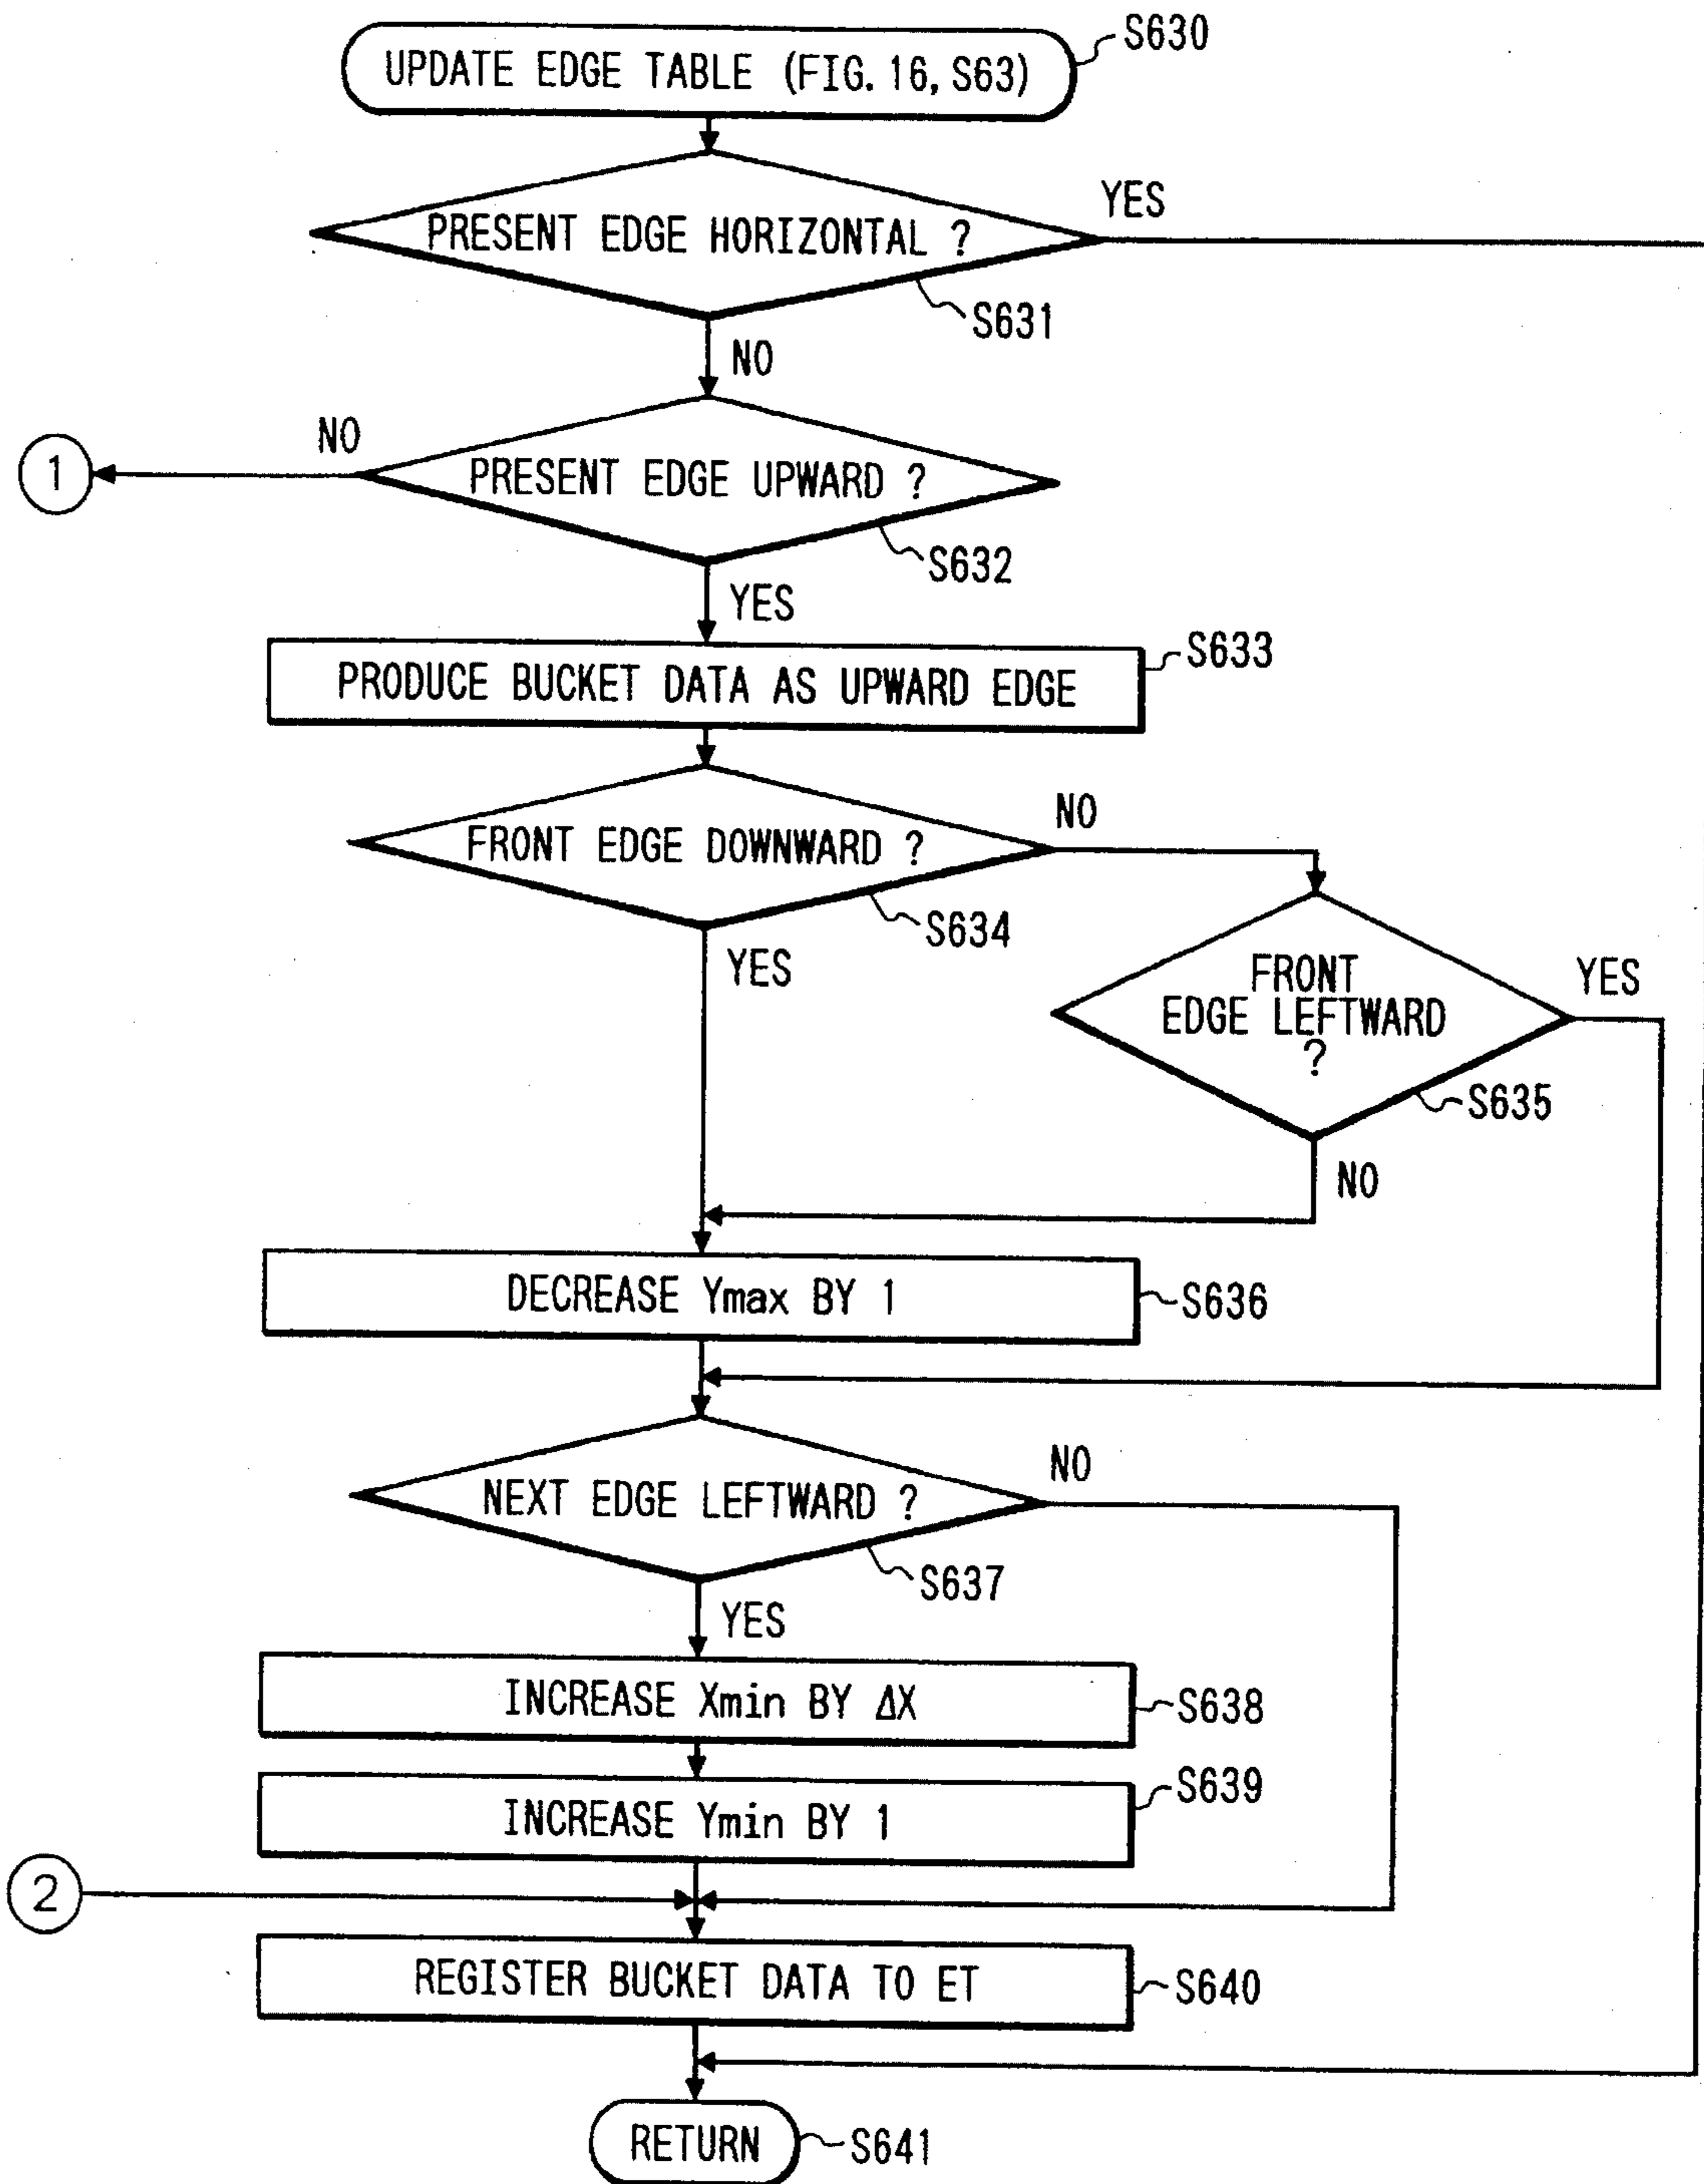 S630
UPDATE EDGE TABLE (FIG. 16, S63)
YES
PRESENT EDGE HORIZONTAL ?
S631
NO
NO
1
PRESENT EDGE UPWARD ?
S632
YES
S633
PRODUCE BUCKET DATA AS UPWARD EDGE
NO
FRONT EDGE DOWNWARD ?
S634
YES
FRONT
EDGE LEFTWARD
?
YES
S635
NO
DECREASE Ymax BY 1
S636
NO
NEXT EDGE LEFTWARD ?
S637
YES
INCREASE Xmin BY ΔX
S638
S639
INCREASE Ymin BY 1
2
REGISTER BUCKET DATA TO ET
S640
RETURN
S641